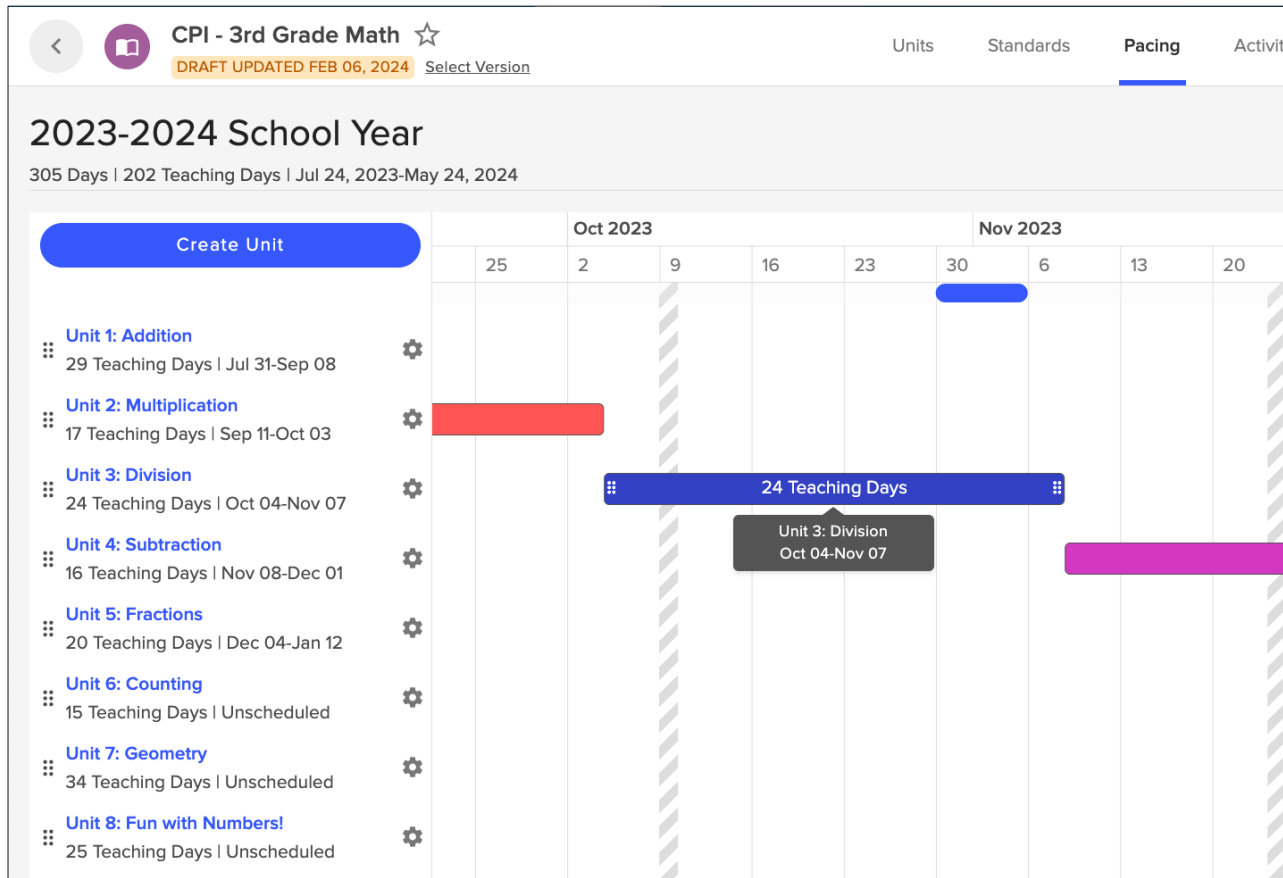 CPI - 3rd Grade Math
DRAFT UPDATED FEB 06, 2024 Select Version
Units Standards Pacing Activit
2023-2024 School Year
305 Days | 202 Teaching Days | Jul 24, 2023-May 24, 2024
Create Unit
Oct 2023 Nov 2023
25 2 9 16 23 30 6 13 20
Unit 1: Addition
29 Teaching Days | Jul 31-Sep 08
Unit 2: Multiplication
17 Teaching Days | Sep 11-Oct 03
Unit 3: Division
24 Teaching Days | Oct 04-Nov 07
24 Teaching Days
Unit 3: Division
Oct 04-Nov 07
Unit 4: Subtraction
16 Teaching Days | Nov 08-Dec 01
Unit 5: Fractions
20 Teaching Days | Dec 04-Jan 12
Unit 6: Counting
15 Teaching Days | Unscheduled
Unit 7: Geometry
34 Teaching Days | Unscheduled
Unit 8: Fun with Numbers!
25 Teaching Days | Unscheduled